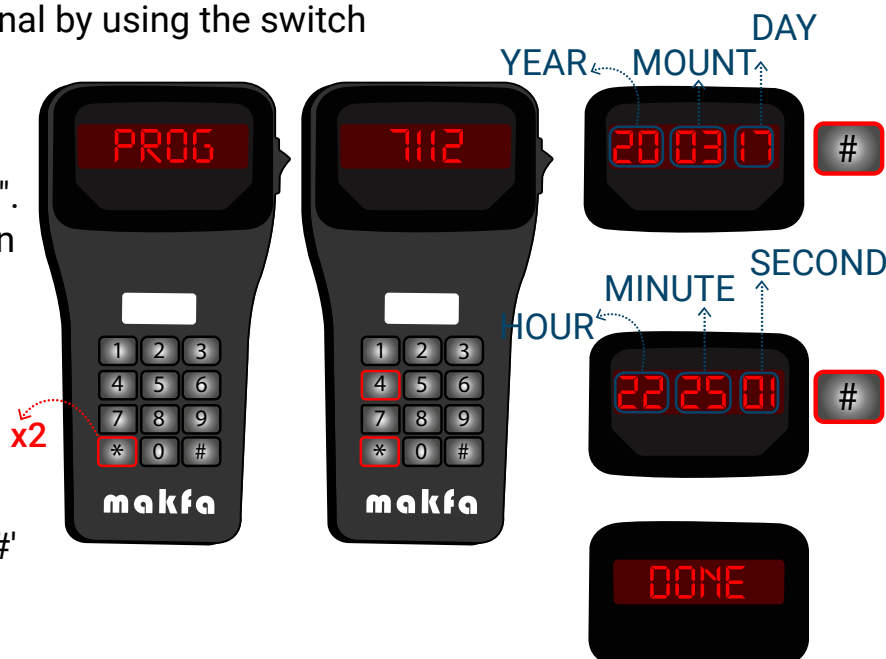 nal by using the switch
".
n
#'
PROG
1 2 3
4 5 6
7 8 9
* 0 #
x2
makfa
7112
1 2 3
4 5 6
7 8 9
* 0 #
makfa
YEAR MOUNT DAY
20 03 17
#
HOUR MINUTE SECOND
22 25 01
#
DONE